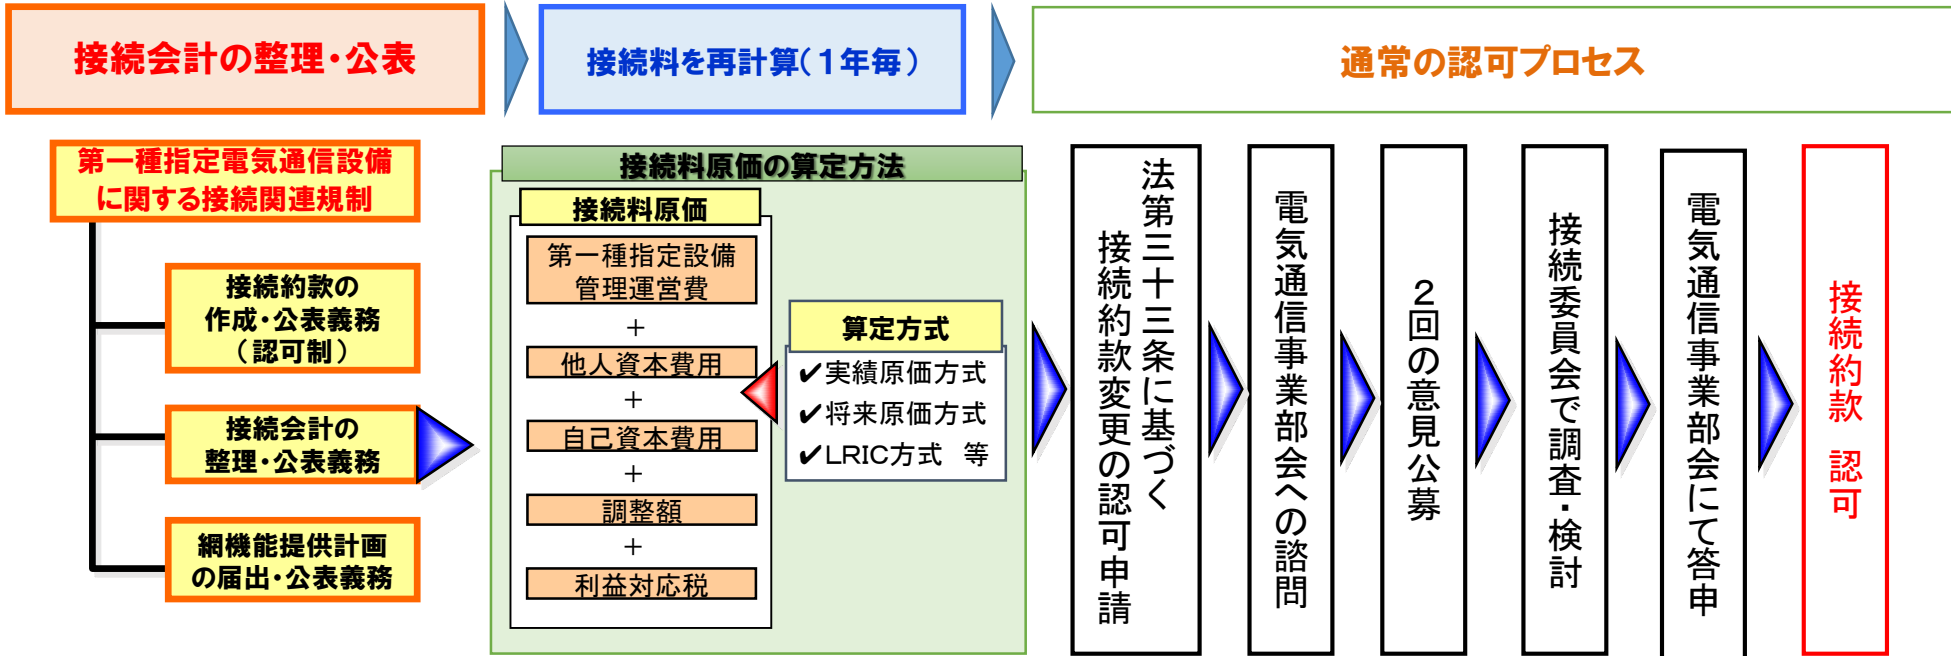 接続会計の整理・公表
接続料を再計算(1年毎)
通常の認可プロセス
第一種指定電気通信設備
に関する接続関連規制
接続約款の
作成・公表義務
(認可制)
接続会計の
整理・公表義務
網機能提供計画
の届出・公表義務
接続料原価の算定方法
接続料原価
第一種指定設備
管理運営費
+
他人資本費用
+
自己資本費用
+
調整額
+
利益対応税
算定方式
✔実績原価方式
✔将来原価方式
✔LRIC方式 等
法第三十三条に基づく
接続約款変更の認可申請
電気通信事業部会への諮問
2回の意見公募
接続委員会で調査・検討
電気通信事業部会にて答申
接続約款 認可